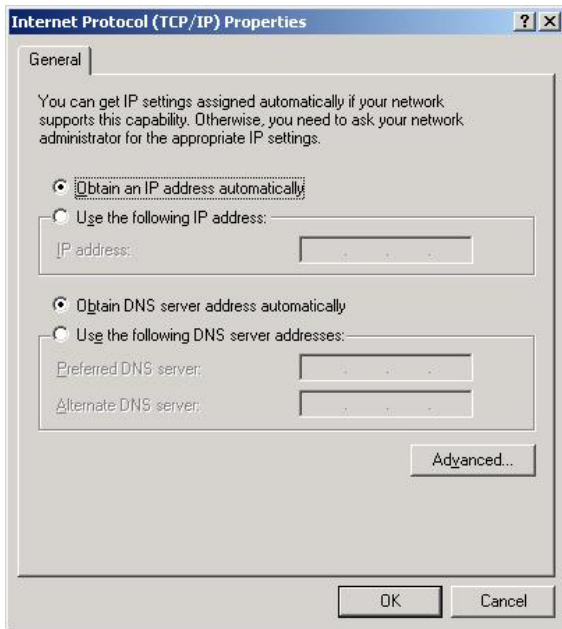 Internet Protocol (TCP/IP) Properties
General
You can get IP settings assigned automatically if your network
supports this capability. Otherwise, you need to ask your network
administrator for the appropriate IP settings.
Obtain an IP address automatically
Use the following IP address:
IP address:
Obtain DNS server address automatically
Use the following DNS server addresses:
Preferred DNS server:
Alternate DNS server:
Advanced...
OK Cancel